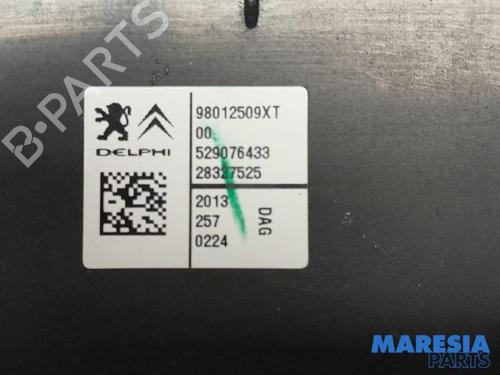 B-PARTS
98012509XT
00
DELPHI
529076433
28327525
2013
257
0224
DAG
MARESIA
PARTS